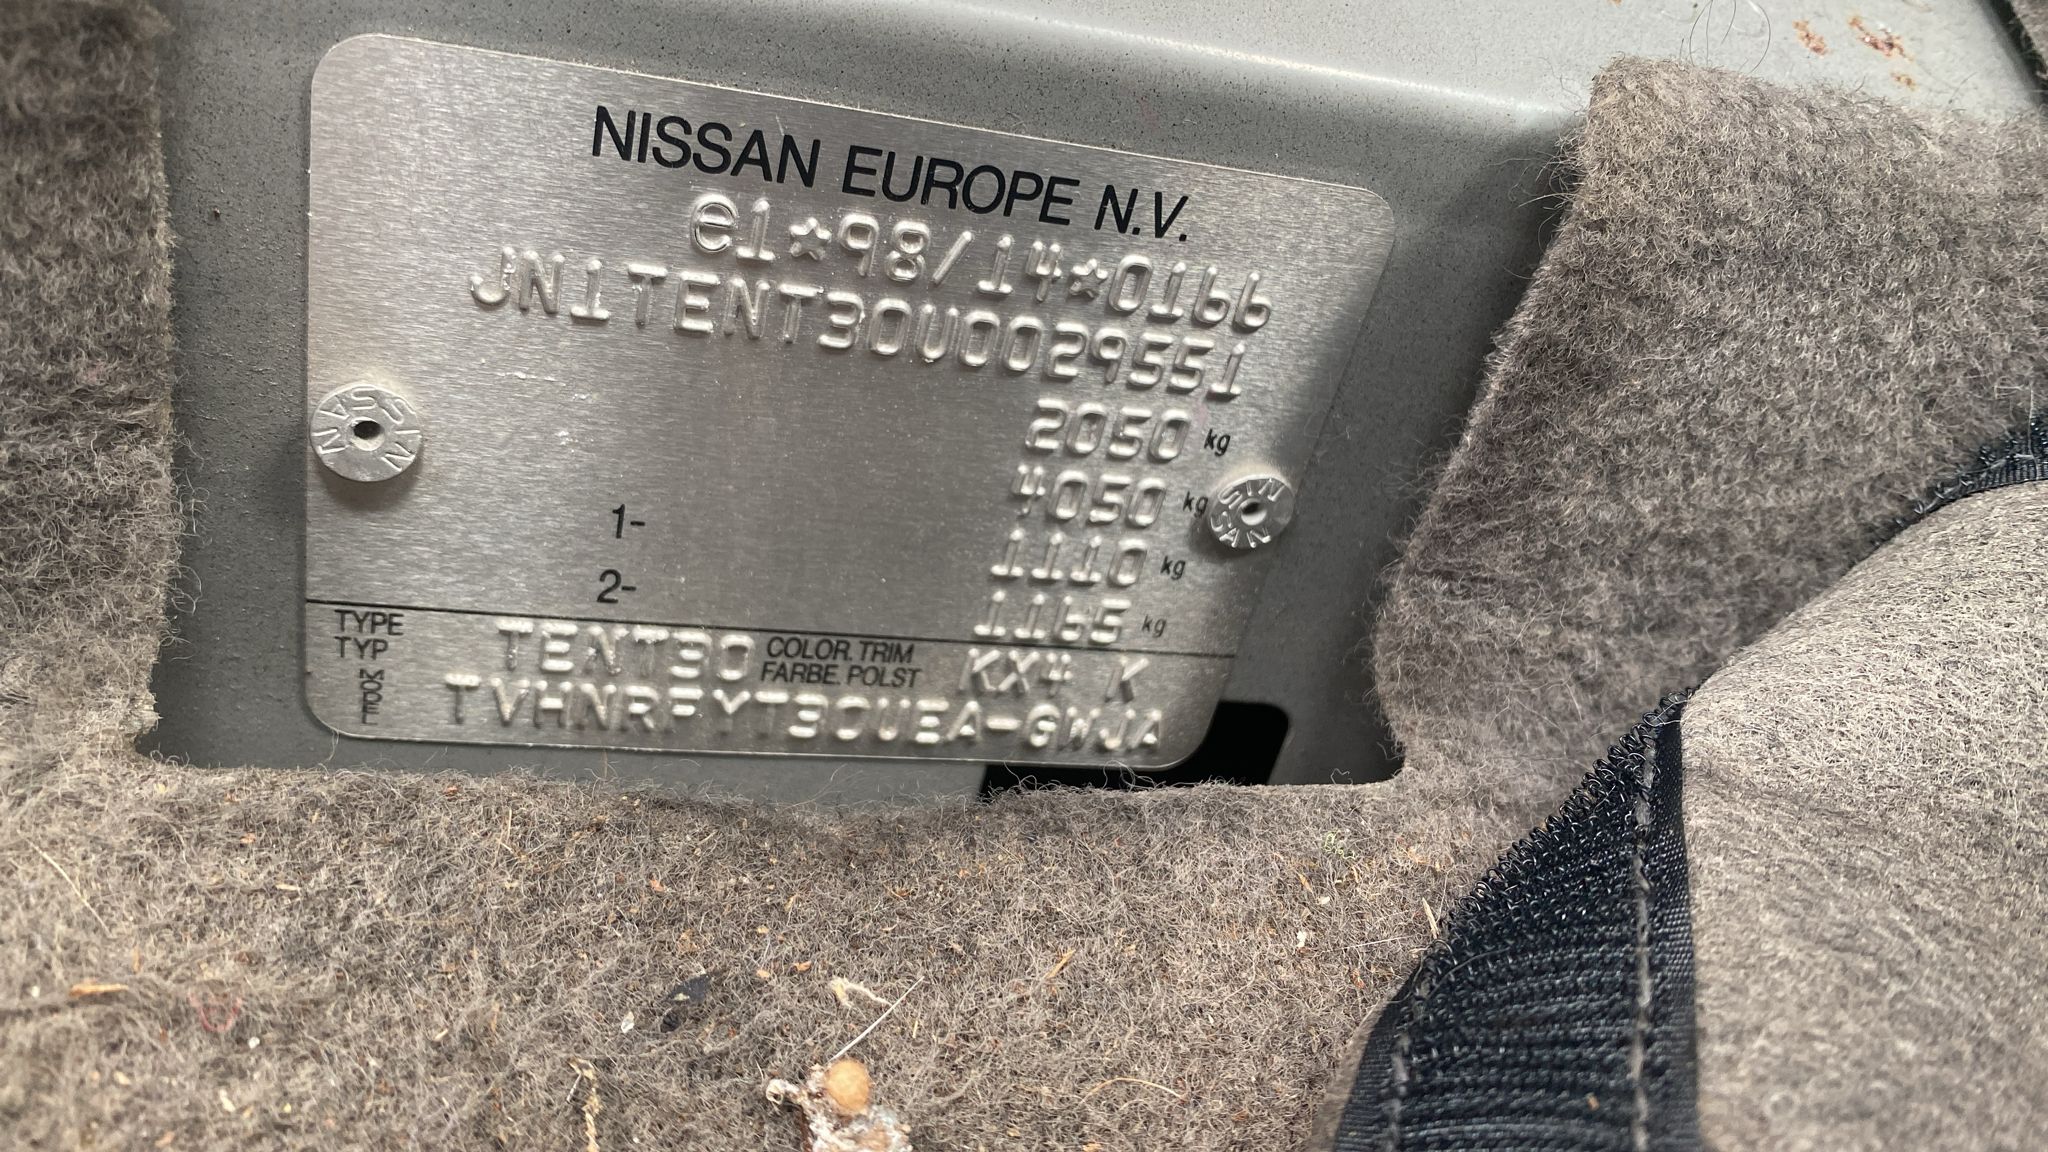 NISSAN EUROPE N.V.
e1*98/14*0166
JN1TENT30U0029551
2050 kg
4050 kg
1- 1110 kg
2- 1165 kg
TYPE TYP TENT30 COLOR.TRIM FARBE.POLST KX4 K
MODEL TVHNRFYT30UEA-GWJA
NISSAN
NISSAN